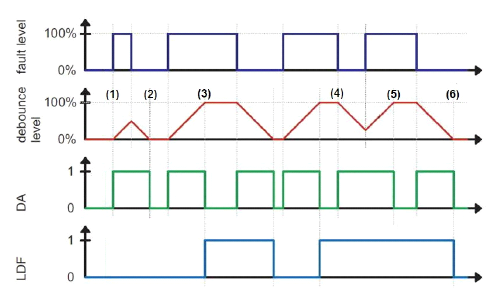 fault level
100%
0%
debounce
level
100%
0%
(1)
(2)
(3)
(4)
(5)
(6)
DA
1
0
LDF
1
0